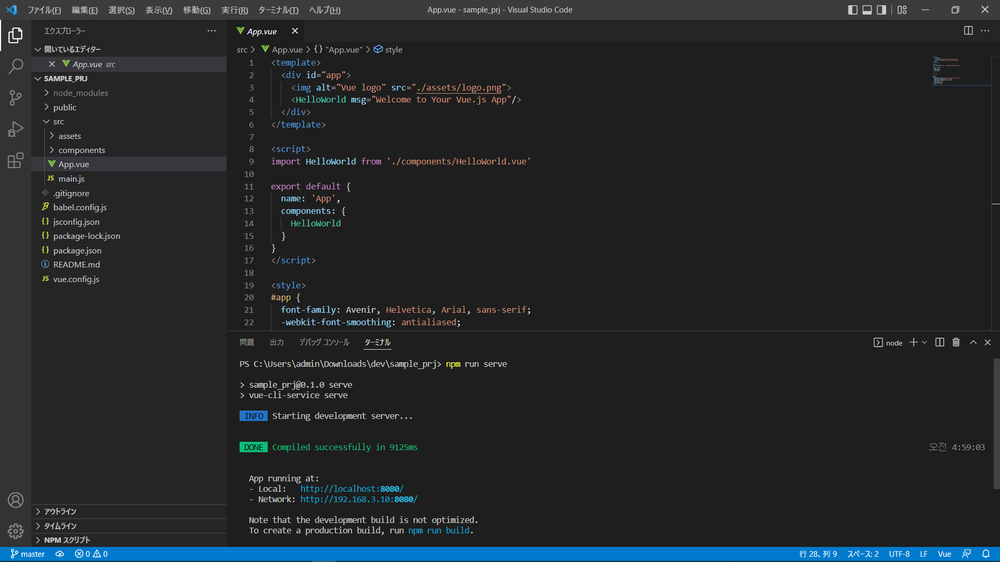 ファイル(F) 編集(E) 選択(S) 表示(V) 移動(G) 実行(R) ターミナル(T) ヘルプ(H) App.vue - sample_prj - Visual Studio Code
エクスプローラー
開いているエディター
App.vue src
SAMPLE_PRJ
node_modules
public
src
assets
components
App.vue
JS main.js
.gitignore
babel.config.js
{} jsconfig.json
{} package-lock.json
{} package.json
README.md
JS vue.config.js
アウトライン
タイムライン
NPM スクリプト
App.vue
src > App.vue > {} "App.vue" > style
1 <template>
2 <div id="app">
3 <img alt="Vue logo" src="./assets/logo.png">
4 <HelloWorld msg="Welcome to Your Vue.js App"/>
5 </div>
6 </template>
7
8 <script>
9 import HelloWorld from './components/HelloWorld.vue'
10
11 export default {
12 name: 'App',
13 components: {
14 HelloWorld
15 }
16 }
17 </script>
18
19 <style>
20 #app {
21 font-family: Avenir, Helvetica, Arial, sans-serif;
22 -webkit-font-smoothing: antialiased;
問題 出力 デバッグ コンソール ターミナル node
PS C:\Users\admin\Downloads\dev\sample_prj> npm run serve
> sample_prj@0.1.0 serve
> vue-cli-service serve
INFO Starting development server...
DONE Compiled successfully in 9125ms 오전 4:59:03
App running at:
- Local: http://localhost:8080/
- Network: http://192.168.3.10:8080/
Note that the development build is not optimized.
To create a production build, run npm run build.
master 0 0 行 28、列 9 スペース: 2 UTF-8 LF Vue